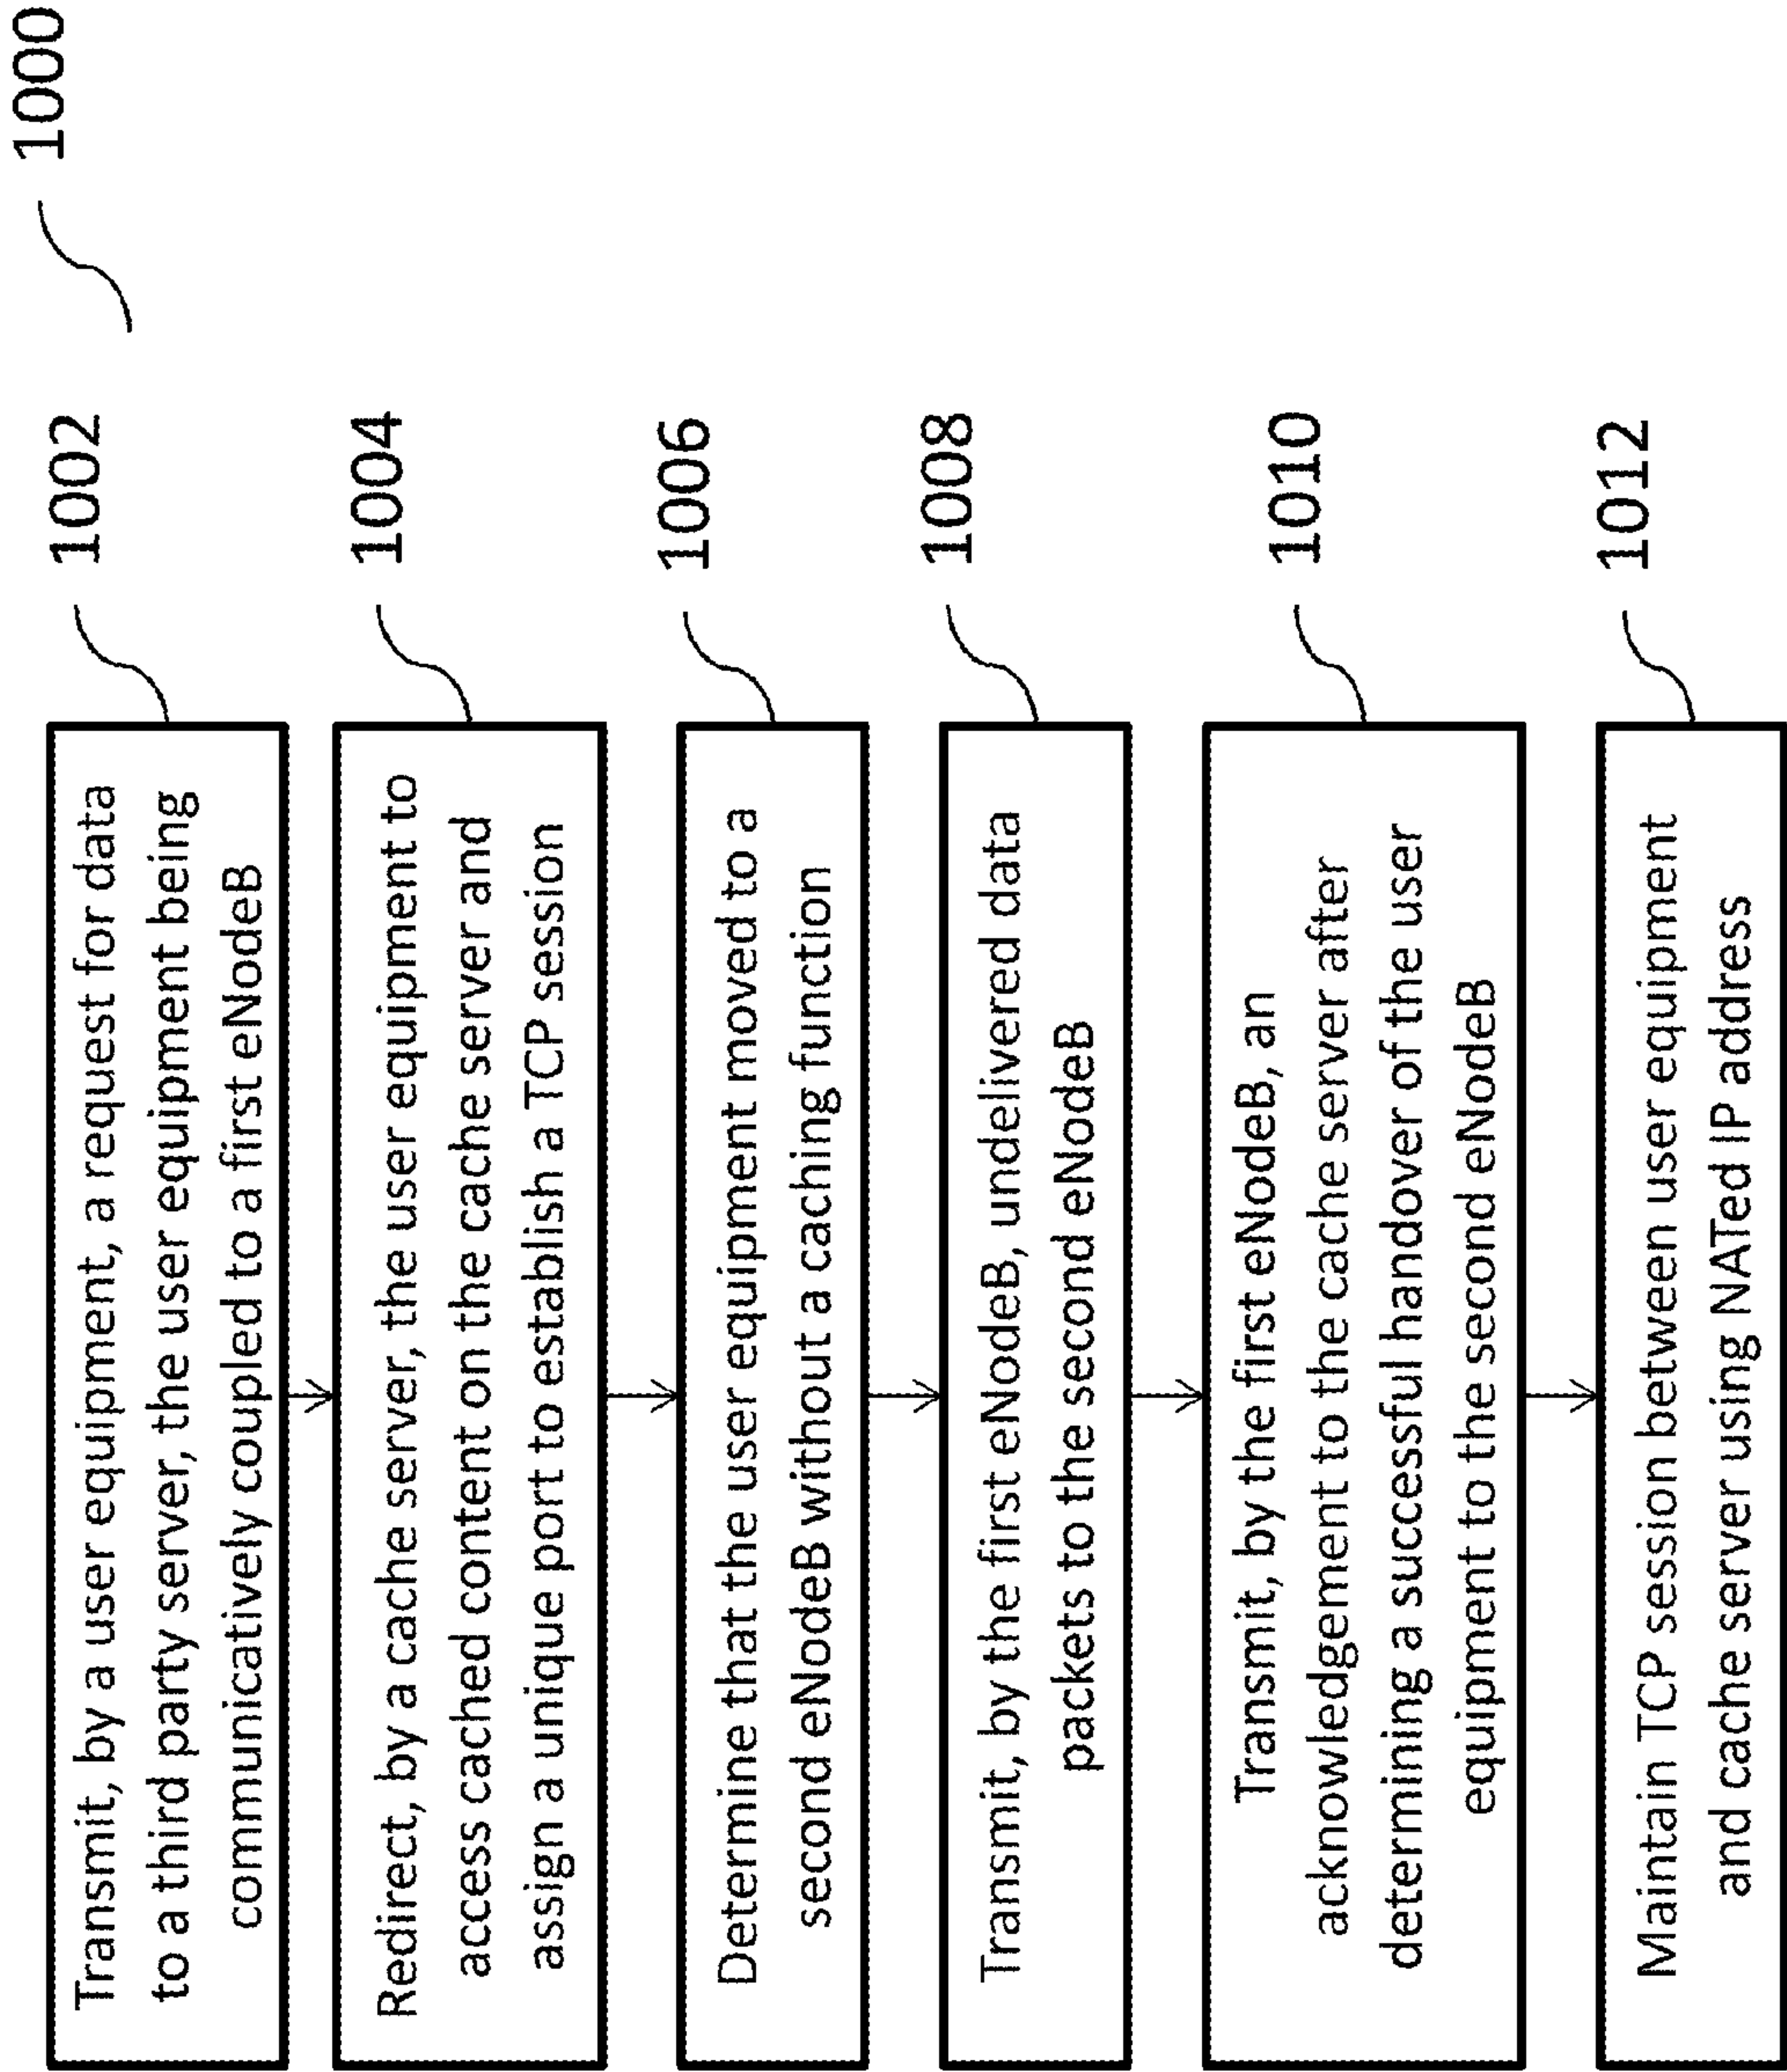 1000
1002
Transmit, by a user equipment, a request for data
to a third party server, the user equipment being
communicatively coupled to a first eNodeB
1004
Redirect, by a cache server, the user equipment to
access cached content on the cache server and
assign a unique port to establish a TCP session
1006
Determine that the user equipment moved to a
second eNodeB without a caching function
1008
Transmit, by the first eNodeB, undelivered data
packets to the second eNodeB
1010
Transmit, by the first eNodeB, an
acknowledgement to the cache server after
determining a successful handover of the user
equipment to the second eNodeB
1012
Maintain TCP session between user equipment
and cache server using NATed IP address